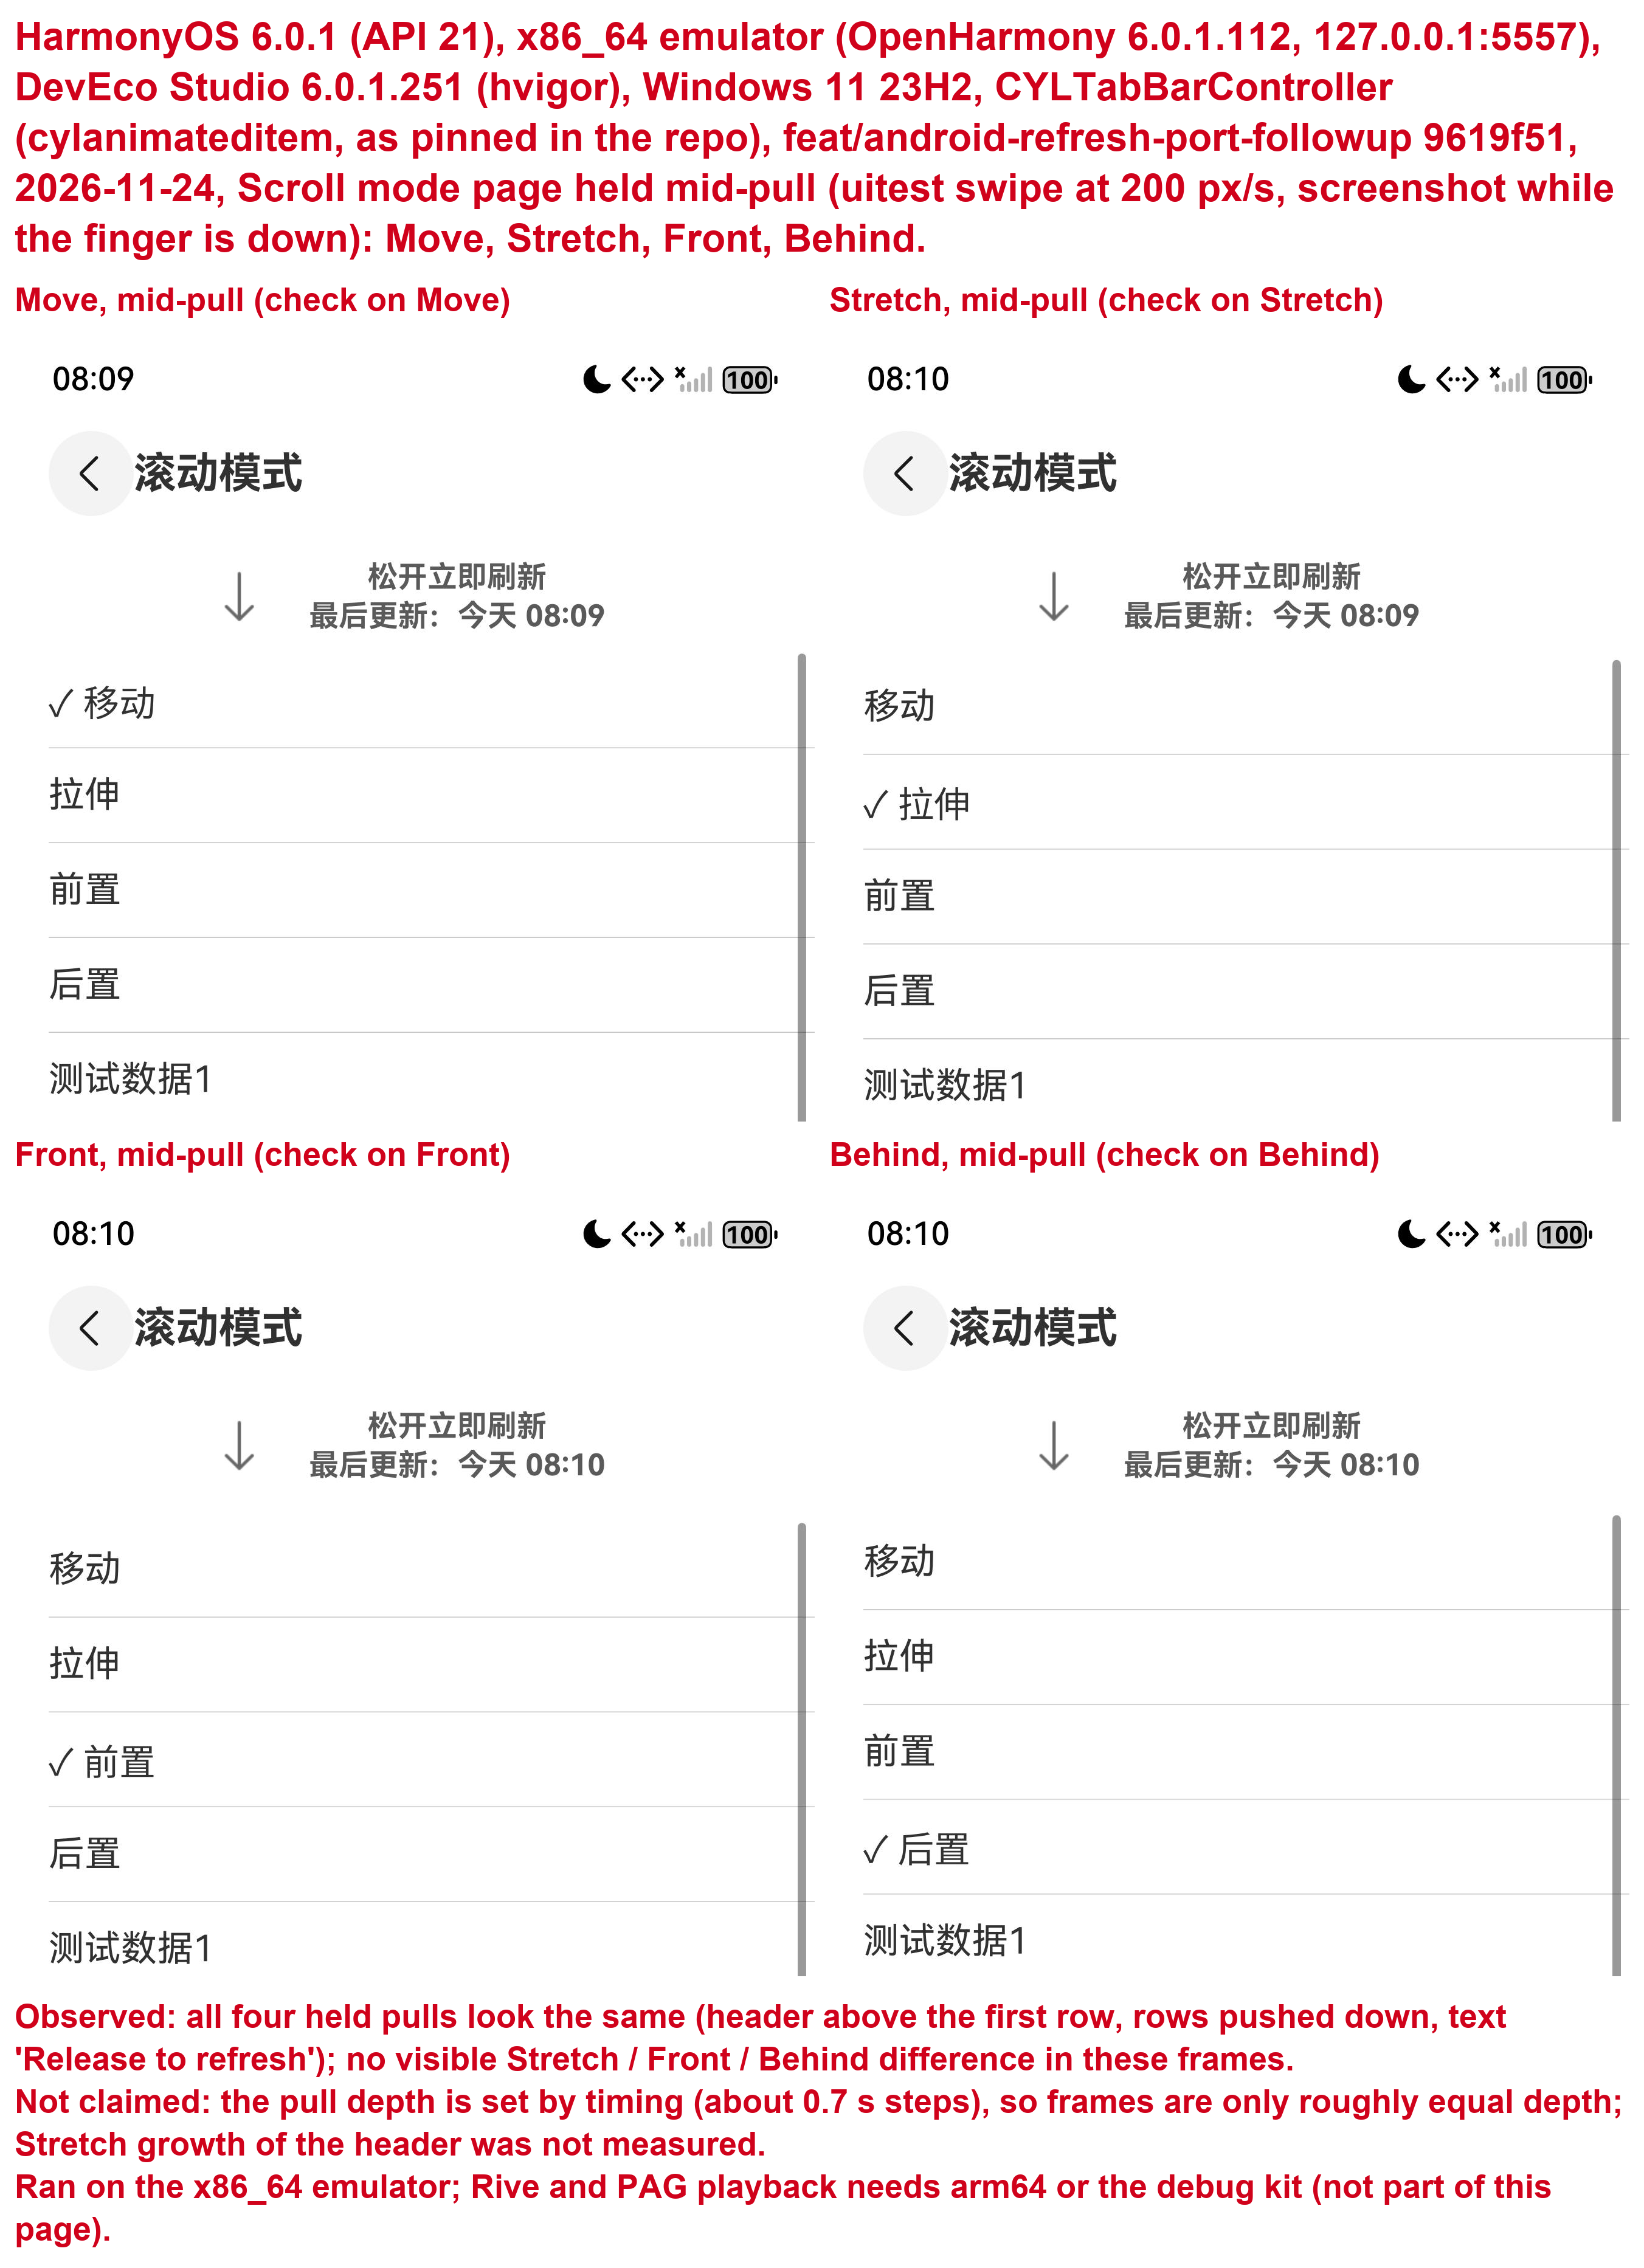 HarmonyOS 6.0.1 (API 21), x86_64 emulator (OpenHarmony 6.0.1.112, 127.0.0.1:5557),
DevEco Studio 6.0.1.251 (hvigor), Windows 11 23H2, CYLTabBarController
(cylanimateditem, as pinned in the repo), feat/android-refresh-port-followup 9619f51,
2026-11-24, Scroll mode page held mid-pull (uitest swipe at 200 px/s, screenshot while
the finger is down): Move, Stretch, Front, Behind.
Move, mid-pull (check on Move)
08:09
100
滚动模式
松开立即刷新
最后更新：今天 08:09
✓ 移动
拉伸
前置
后置
测试数据1
Stretch, mid-pull (check on Stretch)
08:10
100
滚动模式
松开立即刷新
最后更新：今天 08:09
移动
✓ 拉伸
前置
后置
测试数据1
Front, mid-pull (check on Front)
08:10
100
滚动模式
松开立即刷新
最后更新：今天 08:10
移动
拉伸
✓ 前置
后置
测试数据1
Behind, mid-pull (check on Behind)
08:10
100
滚动模式
松开立即刷新
最后更新：今天 08:10
移动
拉伸
前置
✓ 后置
测试数据1
Observed: all four held pulls look the same (header above the first row, rows pushed down, text
'Release to refresh'); no visible Stretch / Front / Behind difference in these frames.
Not claimed: the pull depth is set by timing (about 0.7 s steps), so frames are only roughly equal depth;
Stretch growth of the header was not measured.
Ran on the x86_64 emulator; Rive and PAG playback needs arm64 or the debug kit (not part of this
page).